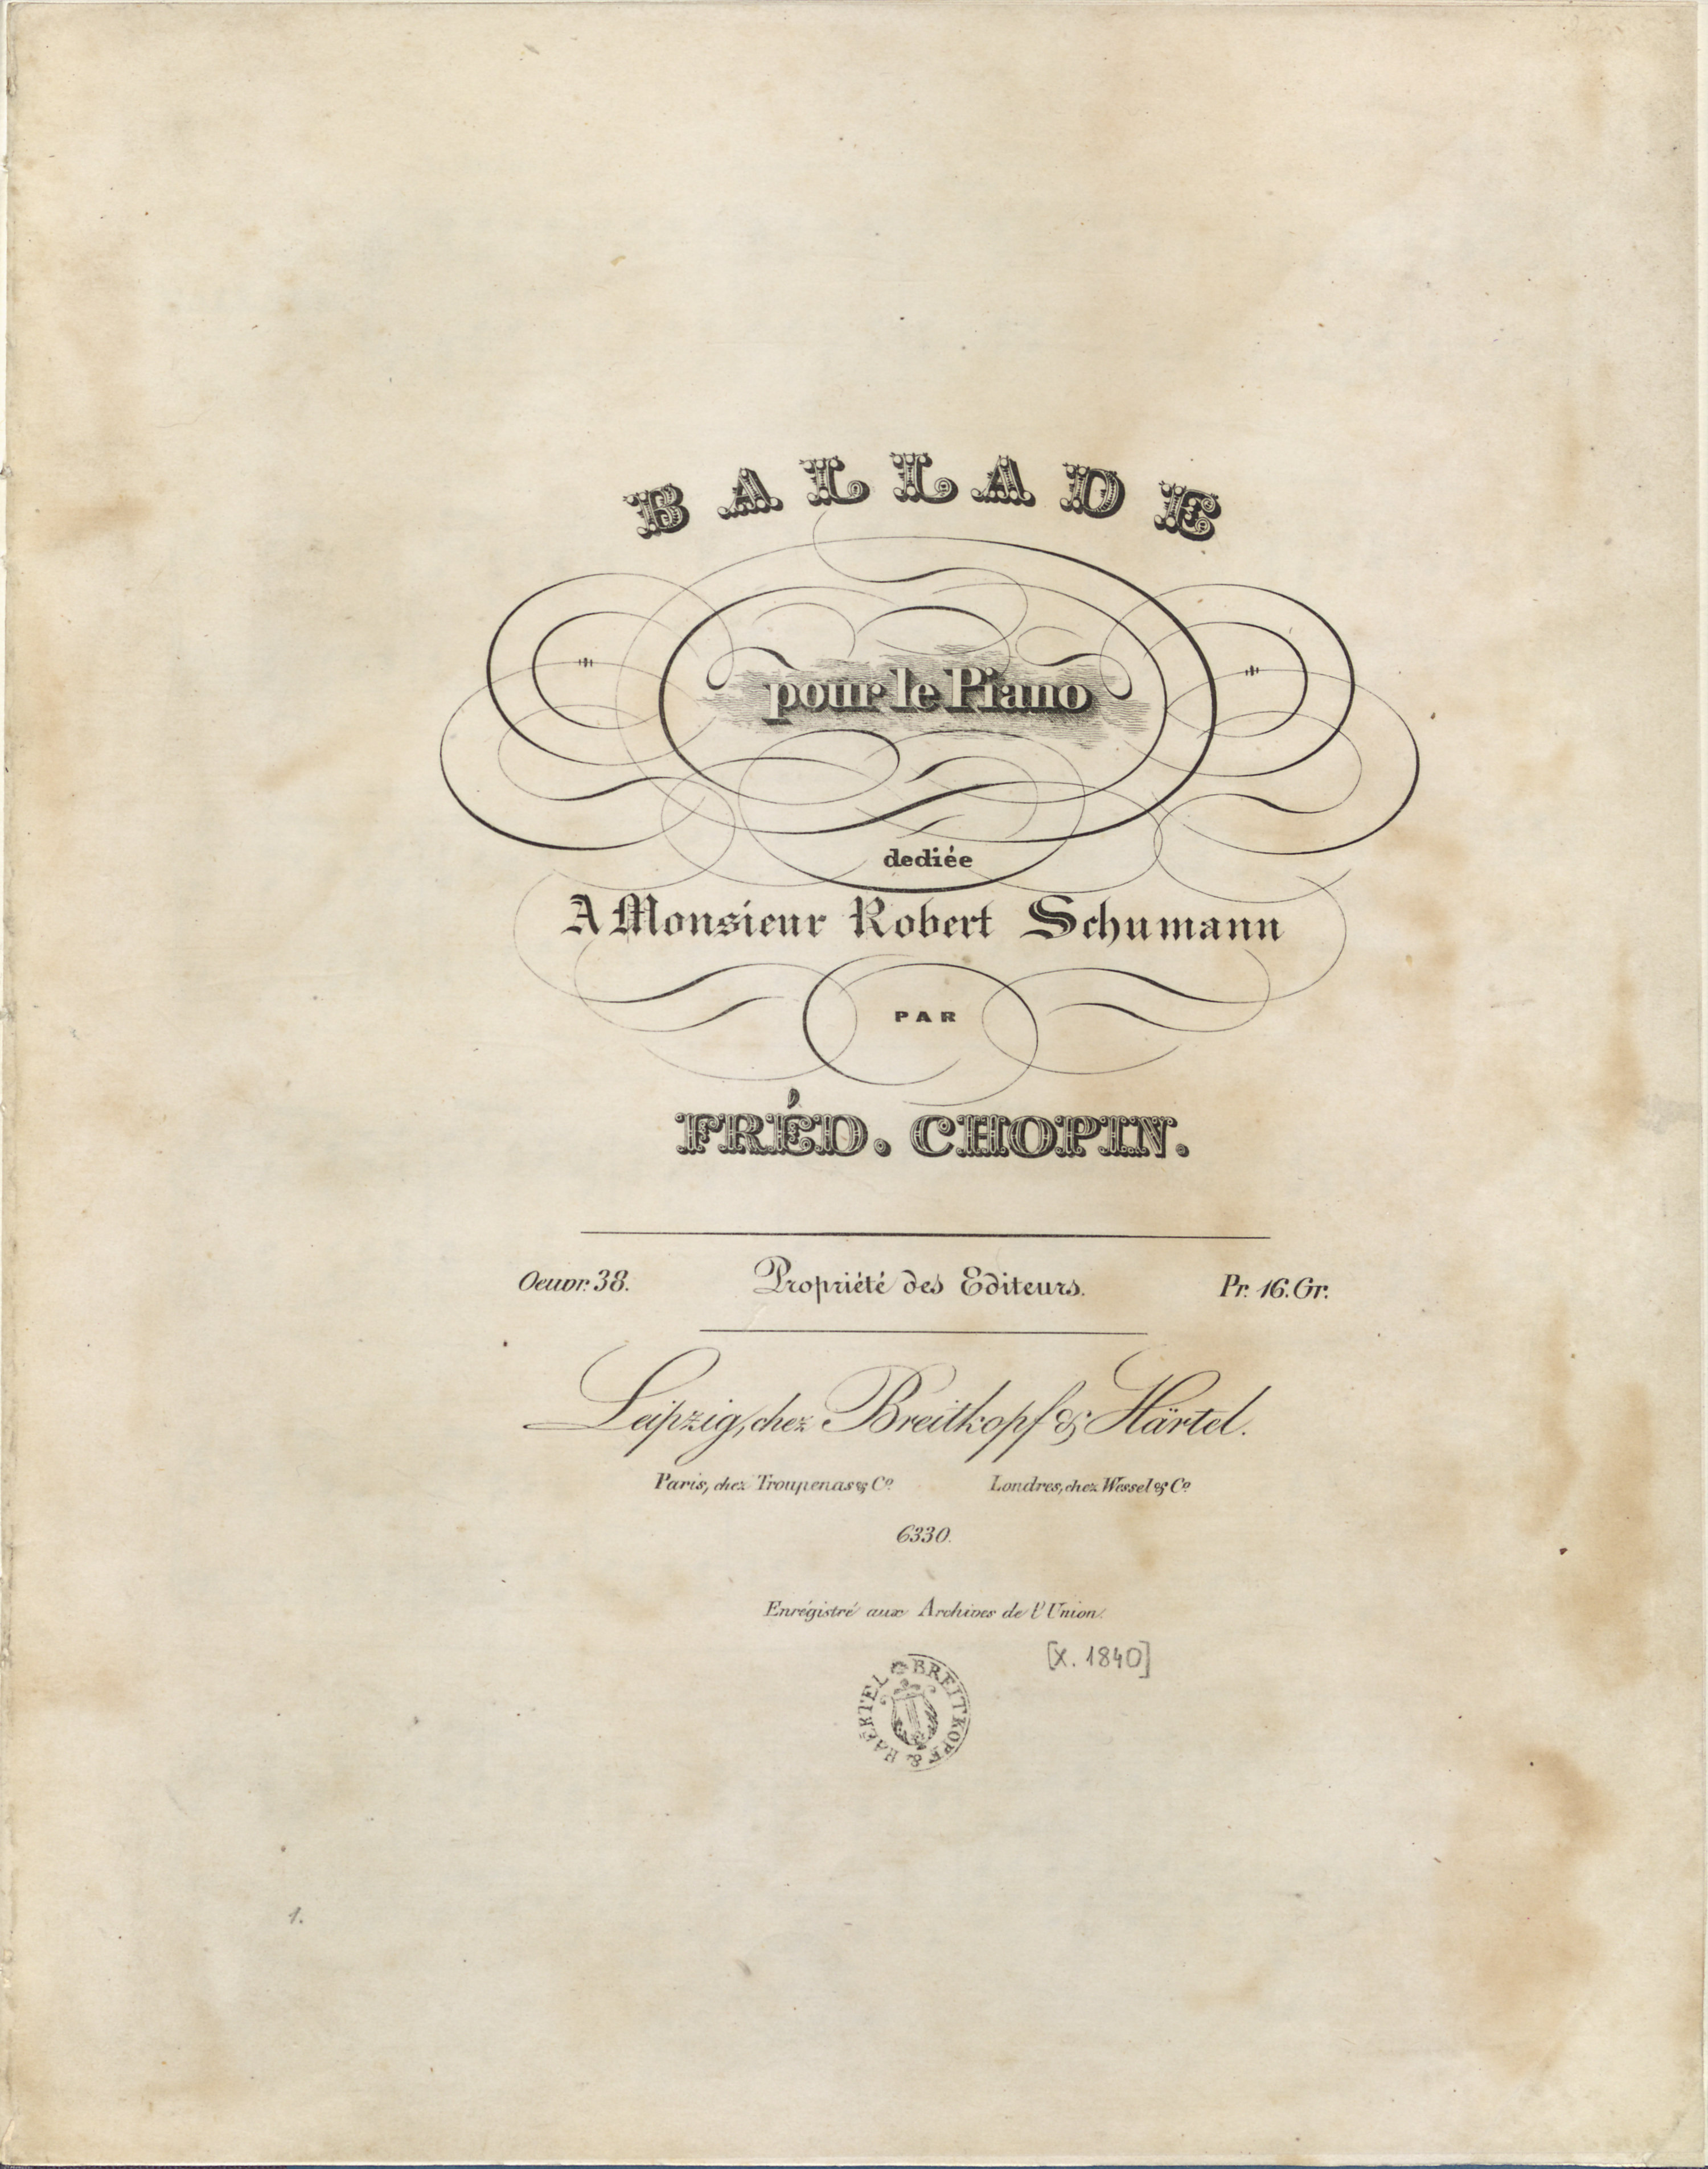 BALLADE
pour le Piano
dediée
A Monsieur Robert Schumann
PAR
FRÉD. CHOPIN.
Oeuvr. 38. Propriété des Editeurs. Pr. 16. Gr.
Leipzig, chez Breitkopf & Härtel.
Paris, chez Troupenas & Co. Londres, chez Wessel & Co.
6330.
Enrégistré aux Archives de l'Union.
[X. 1840]
BREITKOPF & HAERTEL
1.